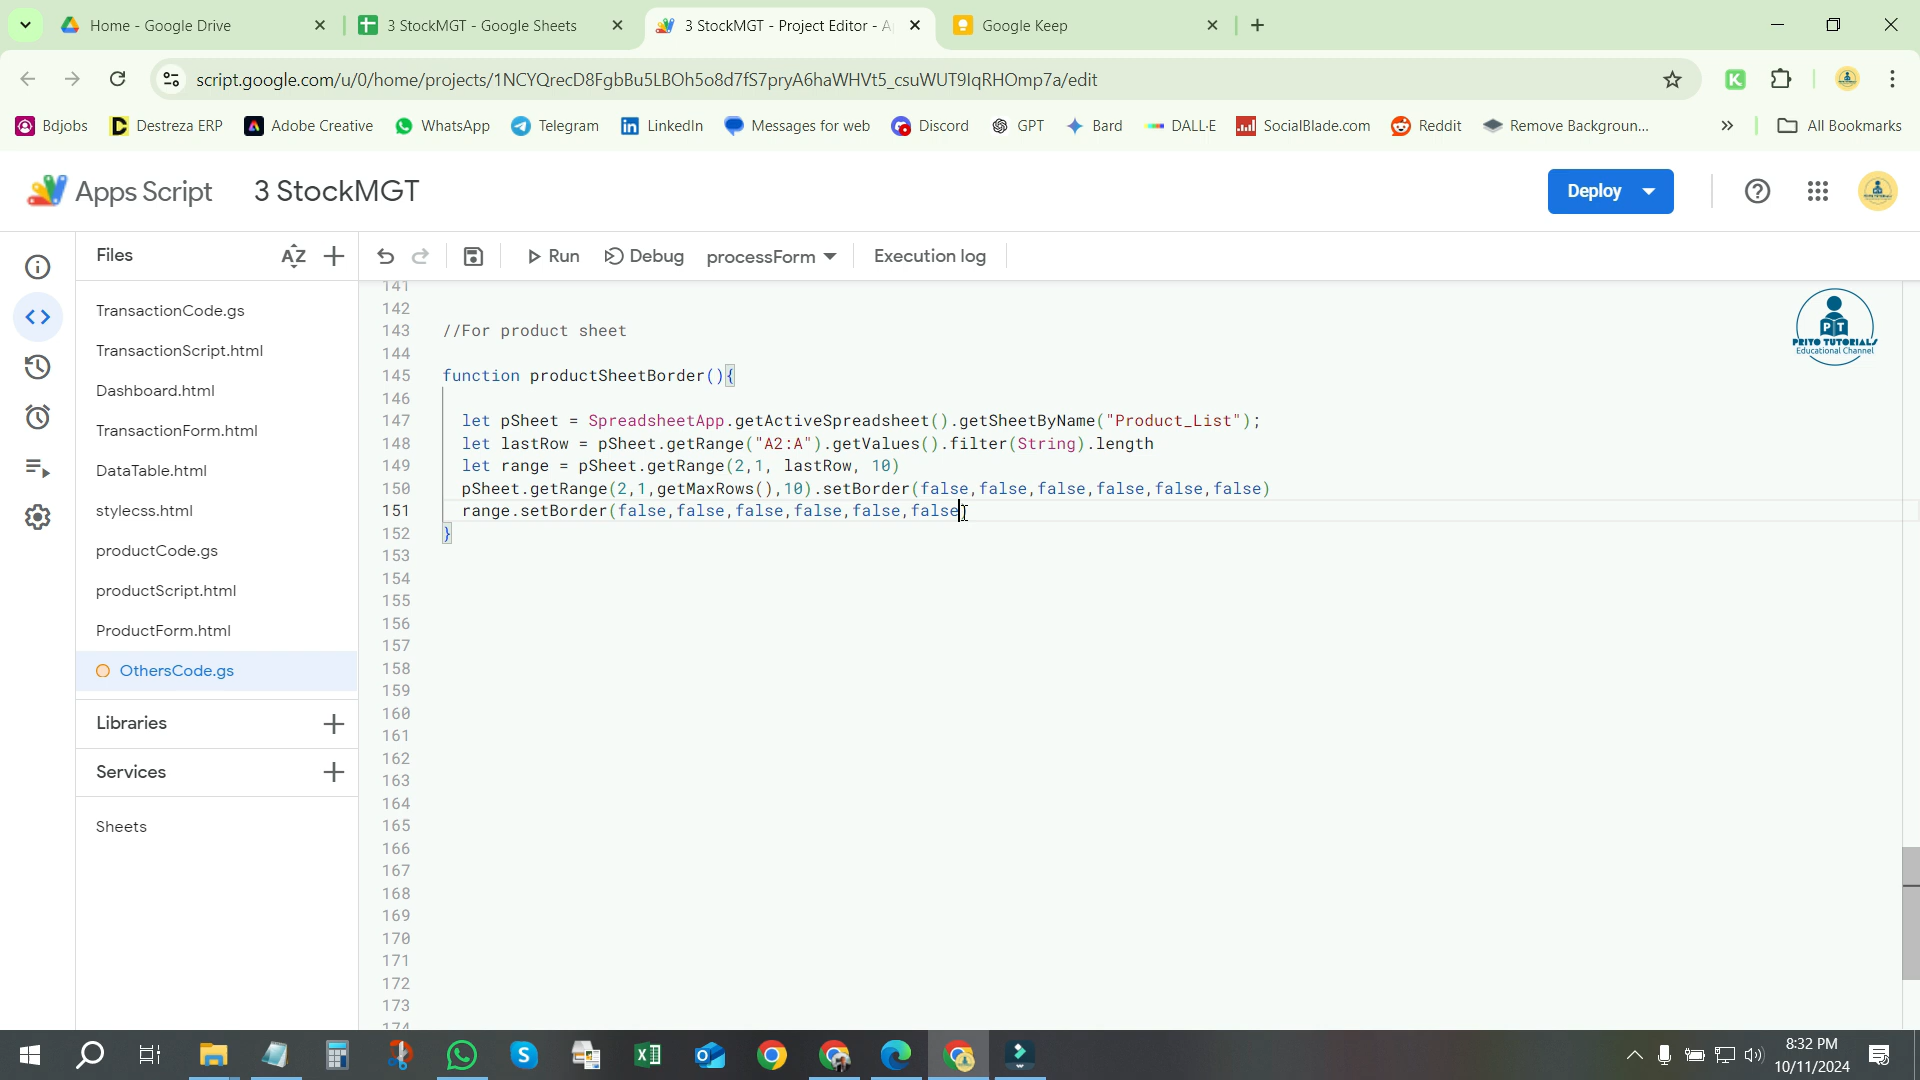 Home - Google Drive
3 StockMGT - Google Sheets
3 StockMGT - Project Editor - A
Google Keep
script.google.com/u/0/home/projects/1NCYQrecD8FgbBu5LBOh5o8d7fS7pryA6haWHVt5_csuWUT9IqRHOmp7a/edit
Bdjobs
Destreza ERP
Adobe Creative
WhatsApp
Telegram
LinkedIn
Messages for web
Discord
GPT
Bard
DALL·E
SocialBlade.com
Reddit
Remove Backgroun...
All Bookmarks
Apps Script
3 StockMGT
Deploy
Files
AZ
Run
Debug
processForm
Execution log
TransactionCode.gs
TransactionScript.html
Dashboard.html
TransactionForm.html
DataTable.html
stylecss.html
productCode.gs
productScript.html
ProductForm.html
OthersCode.gs
Libraries
Services
Sheets
141
142
143 //For product sheet
144
145 function productSheetBorder(){
146
147 let pSheet = SpreadsheetApp.getActiveSpreadsheet().getSheetByName("Product_List");
148 let lastRow = pSheet.getRange("A2:A").getValues().filter(String).length
149 let range = pSheet.getRange(2,1, lastRow, 10)
150 pSheet.getRange(2,1,getMaxRows(),10).setBorder(false,false,false,false,false,false)
151 range.setBorder(false,false,false,false,false,false)
152 }
153
154
155
156
157
158
159
160
161
162
163
164
165
166
167
168
169
170
171
172
173
174
PT
PRIYO TUTORIALS
Educational Channel
8:32 PM
10/11/2024